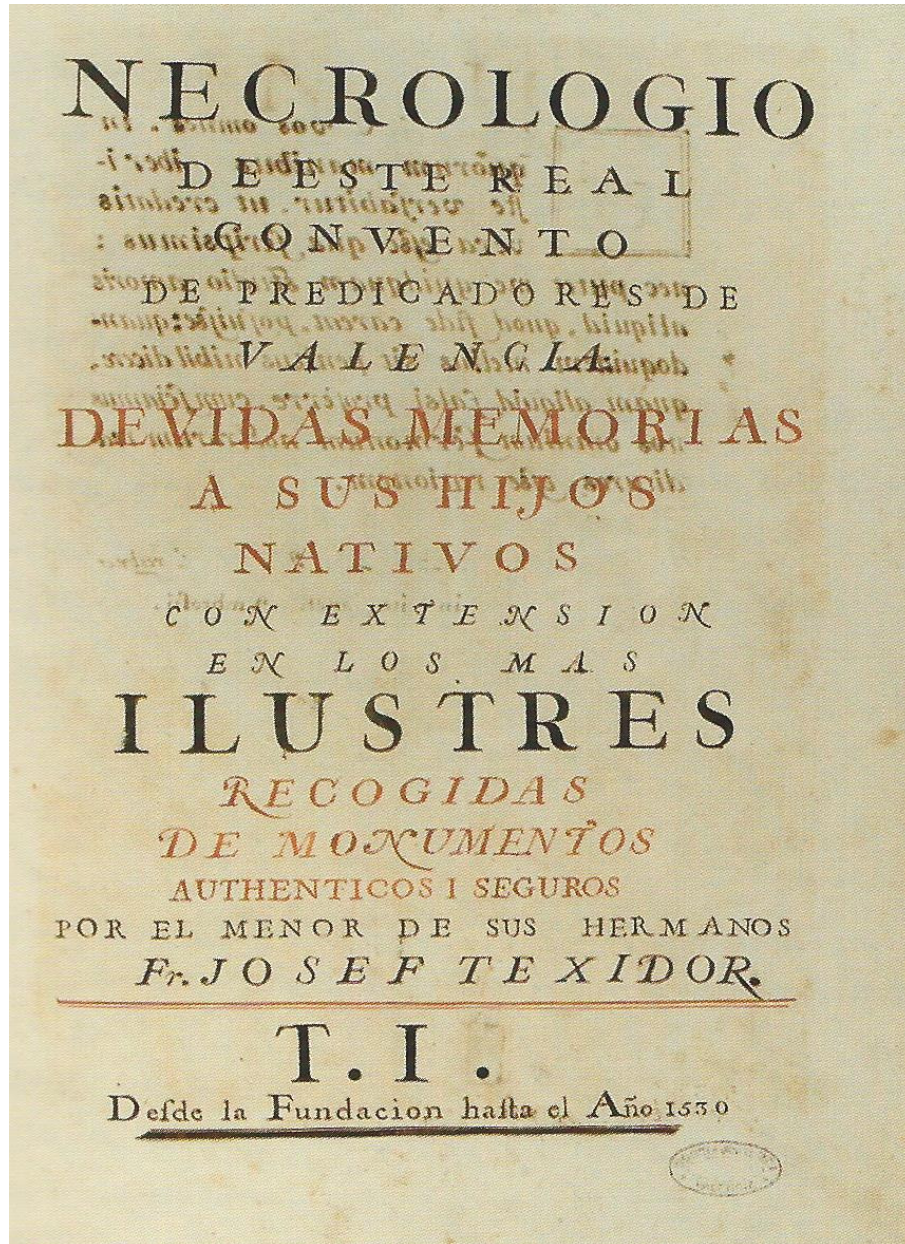 NECROLOGIO
DE ESTE REAL
CONVENTO
DE PREDICADORES DE
VALENCIA.
DEVIDAS MEMORIAS
A SUS HIJOS
NATIVOS
CON EXTENSION
EN LOS MAS
ILUSTRES
RECOGIDAS
DE MONUMENTOS
AUTHENTICOS I SEGUROS
POR EL MENOR DE SUS HERMANOS
Fr. JOSEF TEXIDOR.
T. I.
Deſde la Fundacion haſta el Año 1530